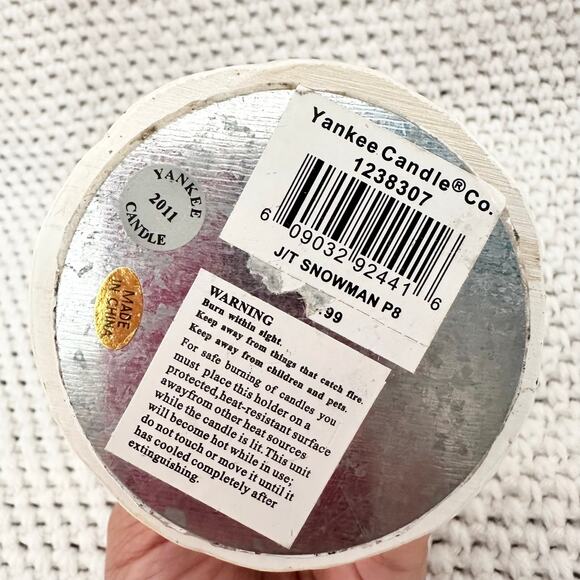 Yankee Candle® Co.
1238307
6 09032 92441 6
J/T SNOWMAN P8
.99
YANKEE
2011
CANDLE
MADE
IN CHINA
WARNING
Burn within sight.
Keep away from things that catch fire.
Keep away from children and pets.
For safe burning of candles you
must place this holder on a
protected,heat-resistant surface
awayfrom other heat sources
while the candle is lit. This unit
will become hot while in use;
do not touch or move it until it
has cooled completely after
extinguishing.